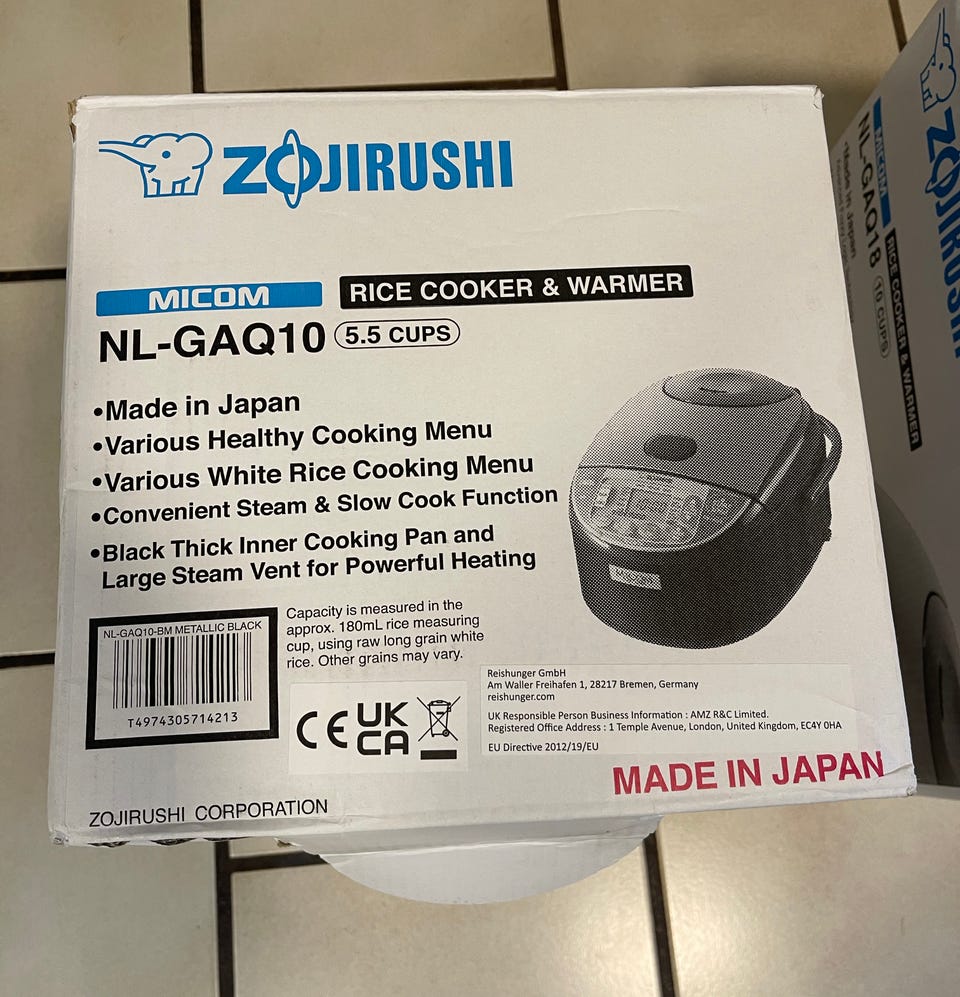 ZOJIRUSHI
MICOM
RICE COOKER & WARMER
NL-GAQ10
5.5 CUPS
•Made in Japan
•Various Healthy Cooking Menu
•Various White Rice Cooking Menu
•Convenient Steam & Slow Cook Function
•Black Thick Inner Cooking Pan and
Large Steam Vent for Powerful Heating
NL-GAQ10-BM METALLIC BLACK
T4974305714213
Capacity is measured in the
approx. 180mL rice measuring
cup, using raw long grain white
rice. Other grains may vary.
CE
UK
CA
Reishunger GmbH
Am Waller Freihafen 1, 28217 Bremen, Germany
reishunger.com
UK Responsible Person Business Information : AMZ R&C Limited.
Registered Office Address : 1 Temple Avenue, London, United Kingdom, EC4Y 0HA
EU Directive 2012/19/EU
MADE IN JAPAN
ZOJIRUSHI CORPORATION
ZOJIRUSHI
MICOM
RICE COOKER & WARMER
NL-GAQ18
10 CUPS
•Made in Japan